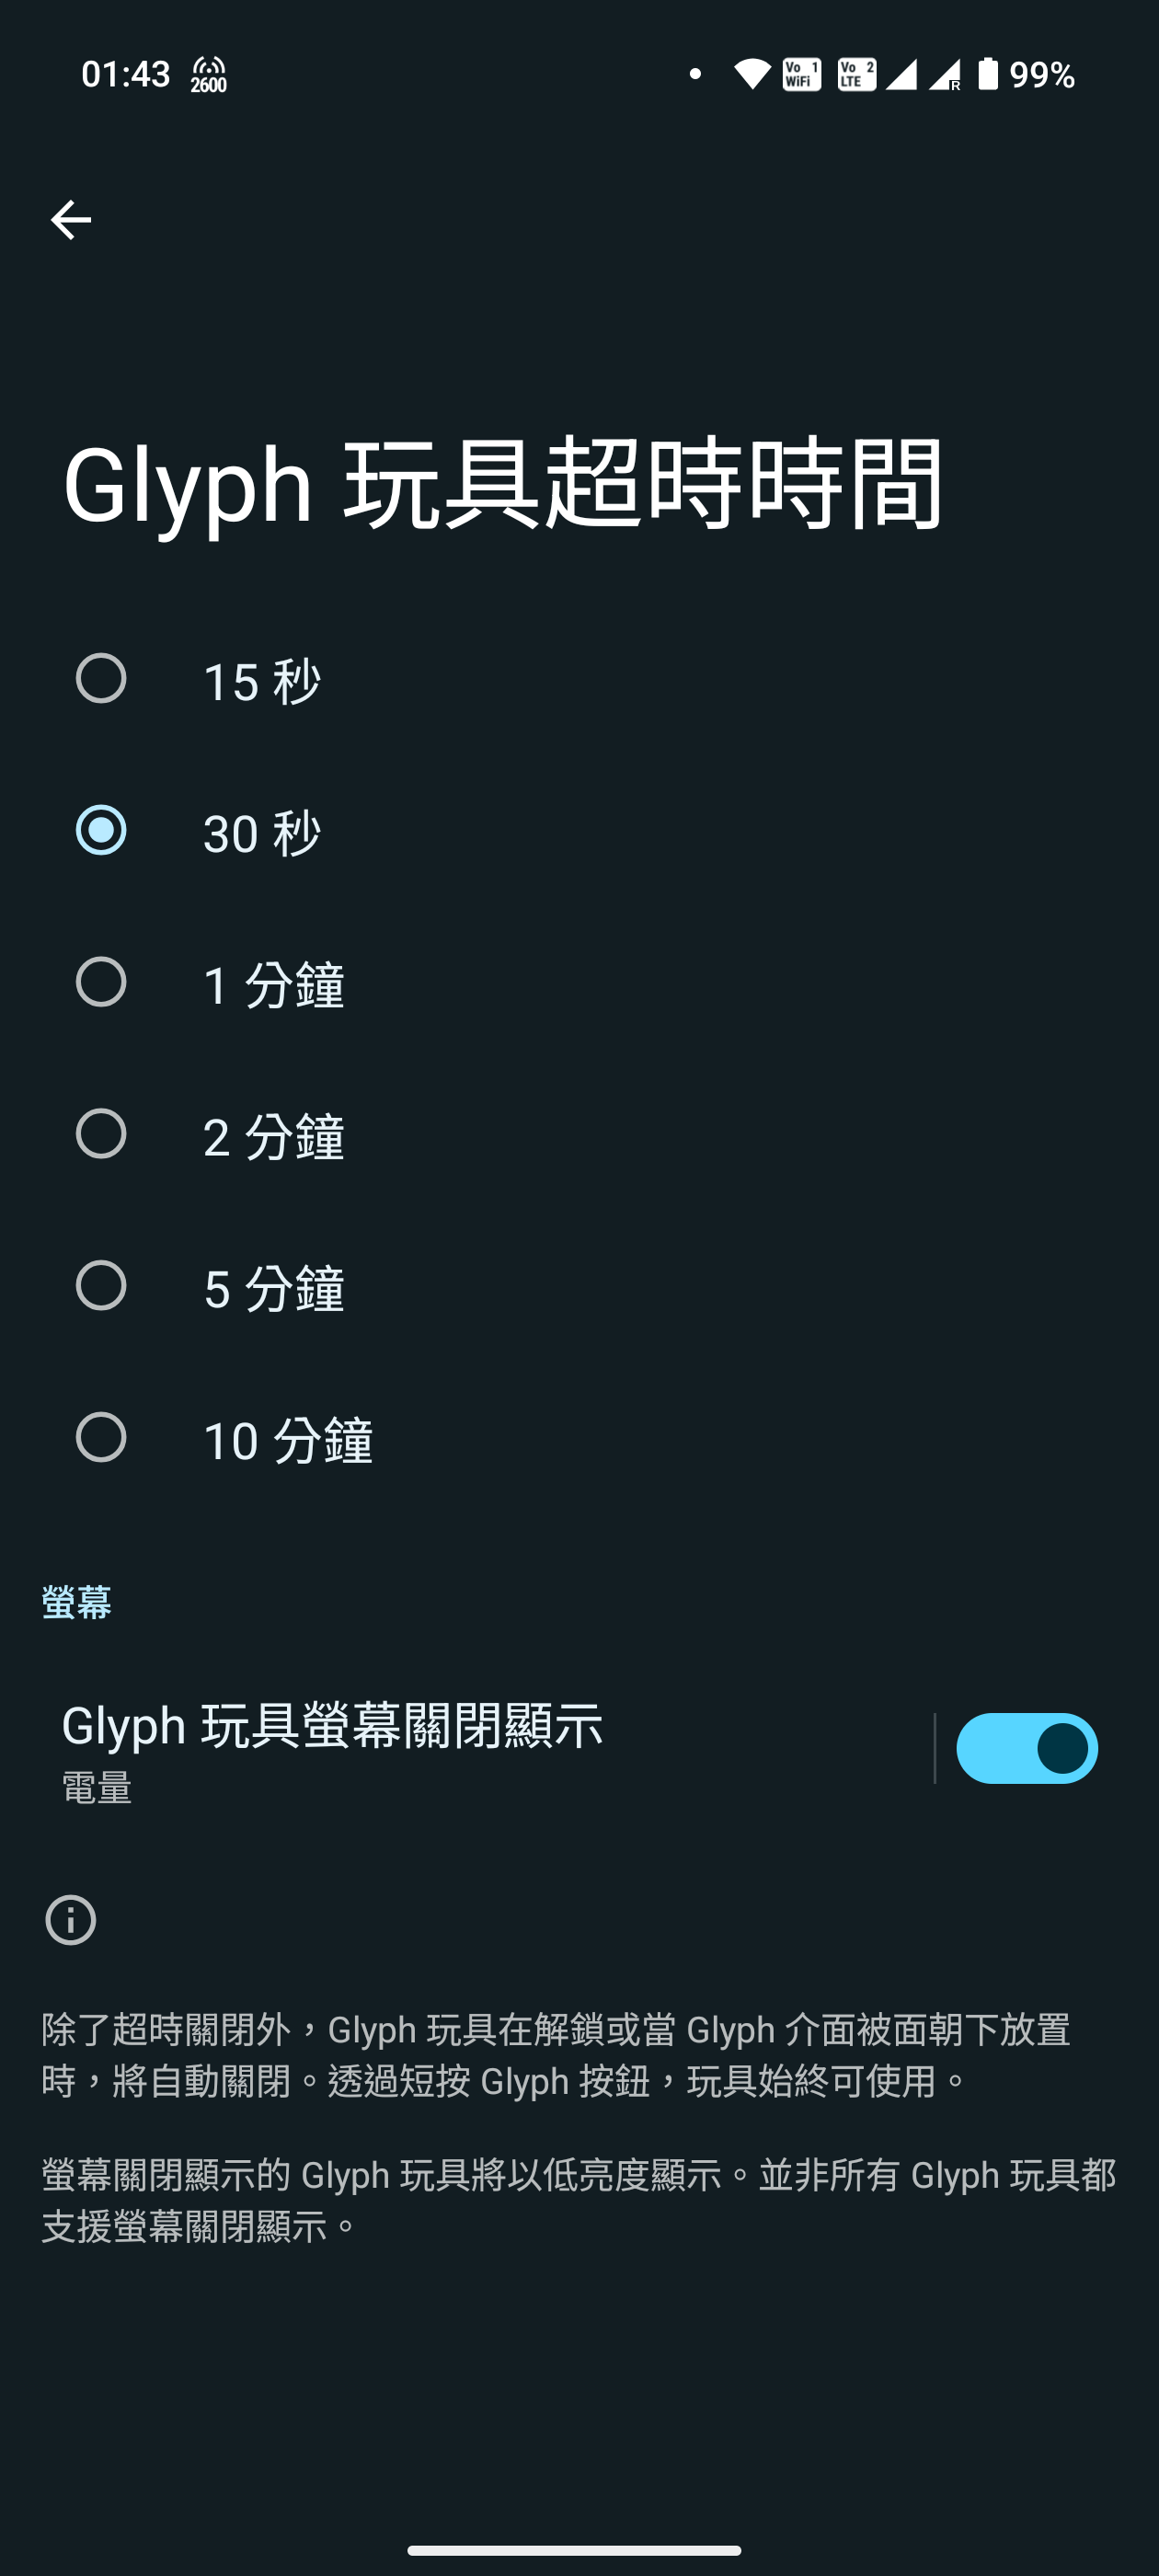 01:43 2600 Vo 1 WiFi Vo 2 LTE R 99%
Glyph 玩具超時時間
15 秒
30 秒
1 分鐘
2 分鐘
5 分鐘
10 分鐘
螢幕
Glyph 玩具螢幕關閉顯示
電量
除了超時關閉外，Glyph 玩具在解鎖或當 Glyph 介面被面朝下放置
時，將自動關閉。透過短按 Glyph 按鈕，玩具始終可使用。
螢幕關閉顯示的 Glyph 玩具將以低亮度顯示。並非所有 Glyph 玩具都
支援螢幕關閉顯示。